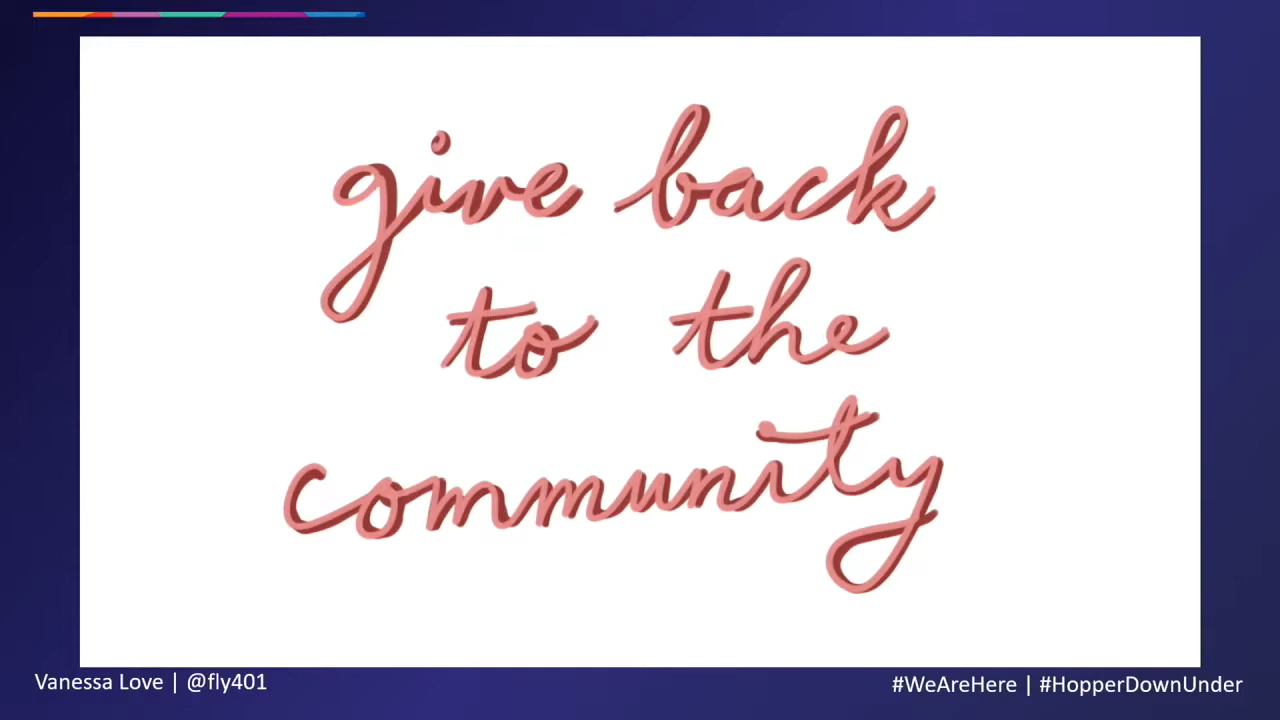 give back
to the
community
Vanessa Love | @fly401
#WeAreHere | #HopperDownUnder